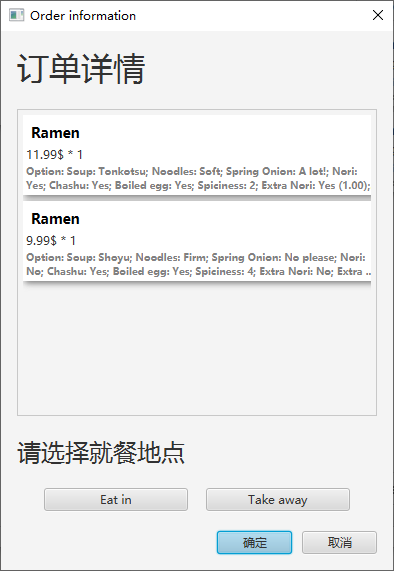 Order information
订单详情
Ramen
11.99$ * 1
Option: Soup: Tonkotsu; Noodles: Soft; Spring Onion: A lot!; Nori:
Yes; Chashu: Yes; Boiled egg: Yes; Spiciness: 2; Extra Nori: Yes (1.00);
Ramen
9.99$ * 1
Option: Soup: Shoyu; Noodles: Firm; Spring Onion: No please; Nori:
No; Chashu: Yes; Boiled egg: Yes; Spiciness: 4; Extra Nori: No; Extra ..
请选择就餐地点
Eat in
Take away
确定
取消